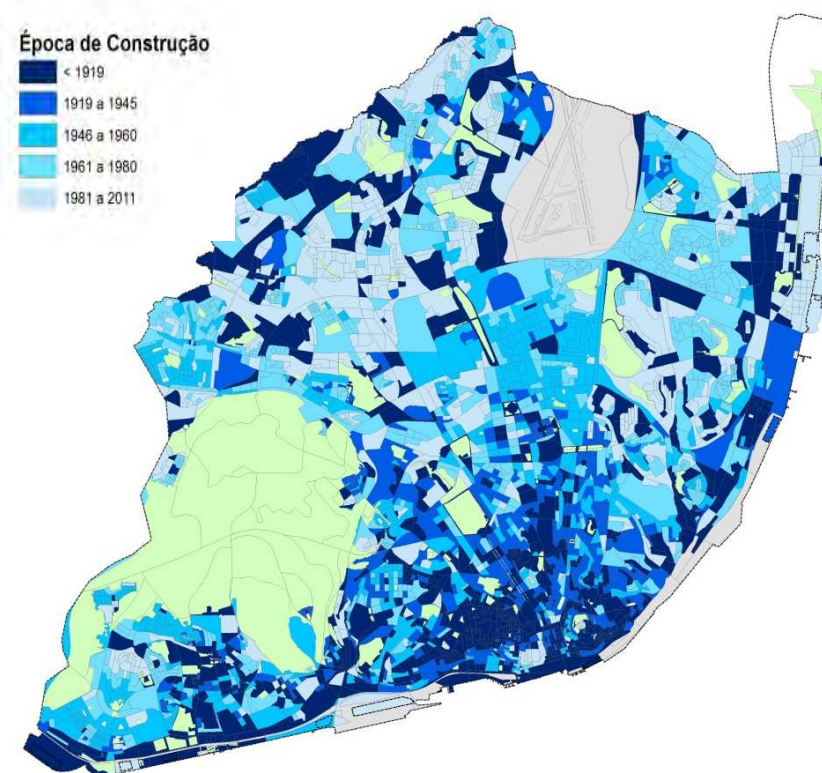 Época de Construção
< 1919
1919 a 1945
1946 a 1960
1961 a 1980
1981 a 2011